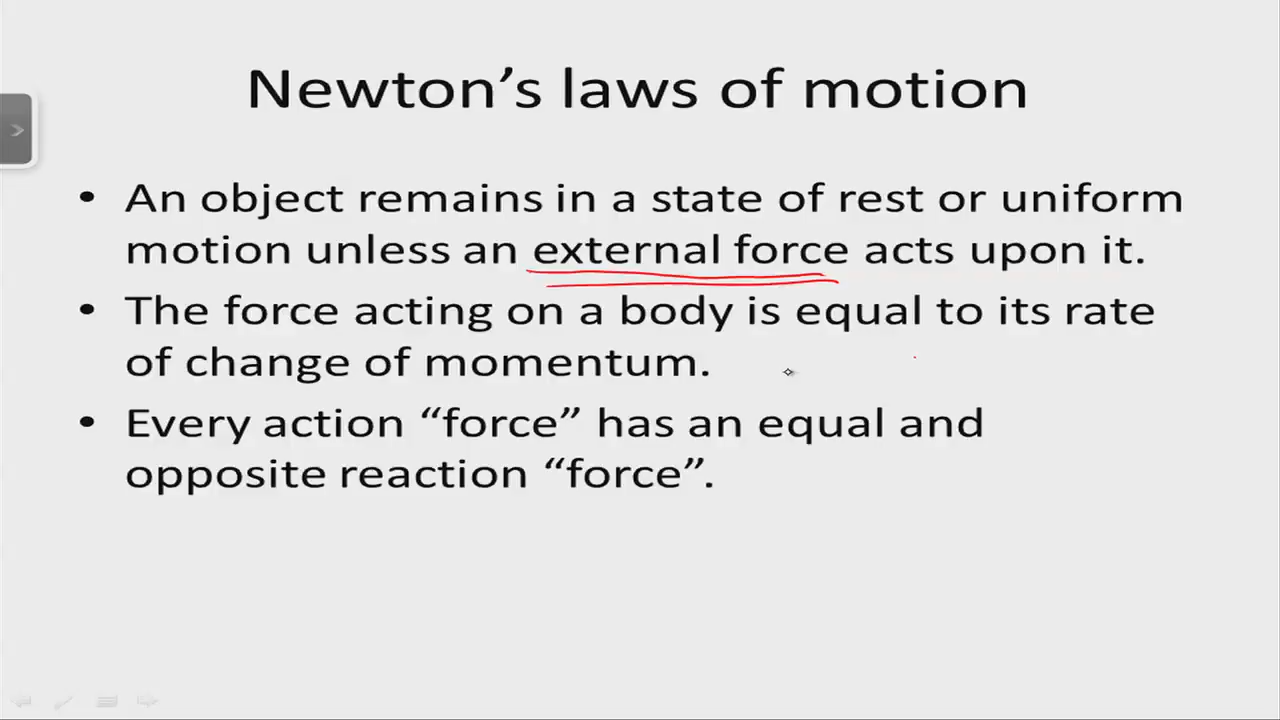 Newton’s laws of motion
• An object remains in a state of rest or uniform
motion unless an external force acts upon it.
• The force acting on a body is equal to its rate
of change of momentum.
• Every action “force” has an equal and
opposite reaction “force”.